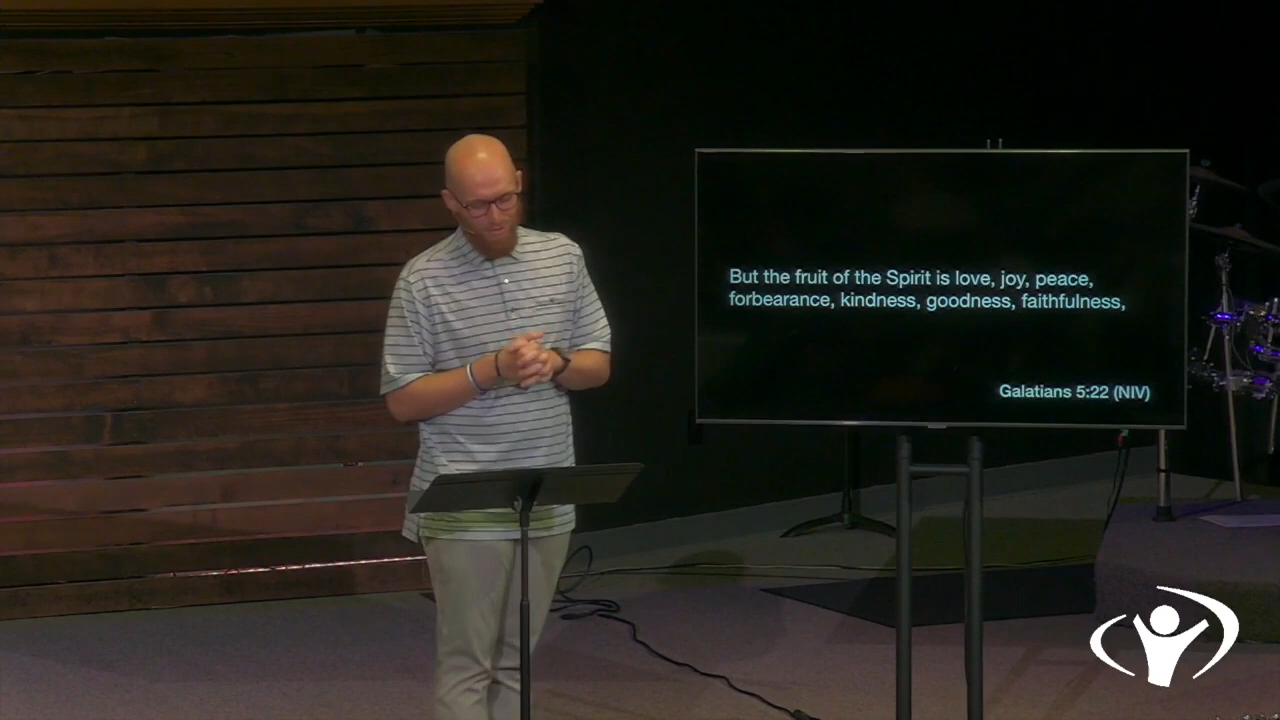 But the fruit of the Spirit is love, joy, peace,
forbearance, kindness, goodness, faithfulness,
Galatians 5:22 (NIV)